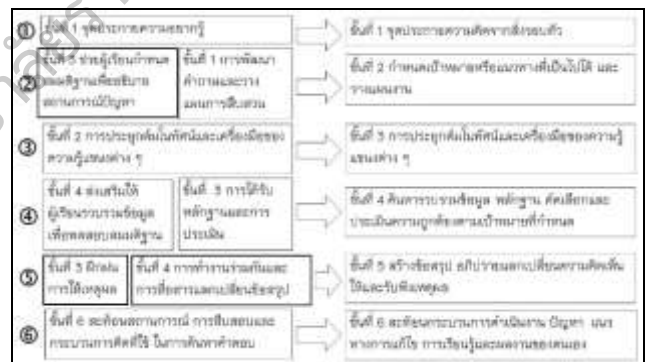 ① ขั้นที่ 1 จุดประกายความอยากรู้
ขั้นที่ 1 จุดประกายความคิดจากสิ่งรอบตัว
② ขั้นที่ 3 ช่วยผู้เรียนกำหนด
สมมติฐานเพื่ออธิบาย
สถานการณ์ปัญหา
ขั้นที่ 1 การพัฒนา
คำถามและวาง
แผนการสืบสวน
ขั้นที่ 2 กำหนดเป้าหมายหรือแนวทางที่เป็นไปได้ และ
วางแผนงาน
③ ขั้นที่ 2 การประยุกต์มโนทัศน์และเครื่องมือของ
ความรู้แขนงต่าง ๆ
ขั้นที่ 3 การประยุกต์มโนทัศน์และเครื่องมือของความรู้
แขนงต่าง ๆ
④ ขั้นที่ 4 ส่งเสริมให้
ผู้เรียนรวบรวมข้อมูล
เพื่อทดสอบสมมติฐาน
ขั้นที่ 3 การได้รับ
หลักฐานและการ
ประเมิน
ขั้นที่ 4 ค้นหารวบรวมข้อมูล หลักฐาน คัดเลือกและ
ประเมินความถูกต้องตามเป้าหมายที่กำหนด
⑤ ขั้นที่ 5 ฝึกฝน
การให้เหตุผล
ขั้นที่ 4 การทำงานร่วมกันและ
การสื่อสารแลกเปลี่ยนข้อสรุป
ขั้นที่ 5 สร้างข้อสรุป อภิปรายแลกเปลี่ยนความคิดเห็น
ให้และรับฟังเหตุผล
⑥ ขั้นที่ 6 สะท้อนสถานการณ์ การสืบสอบและ
กระบวนการคิดที่ใช้ ในการค้นหาคำตอบ
ขั้นที่ 6 สะท้อนกระบวนการดำเนินงาน ปัญหา แนว
ทางการแก้ไข การเรียนรู้และผลงานของตนเอง